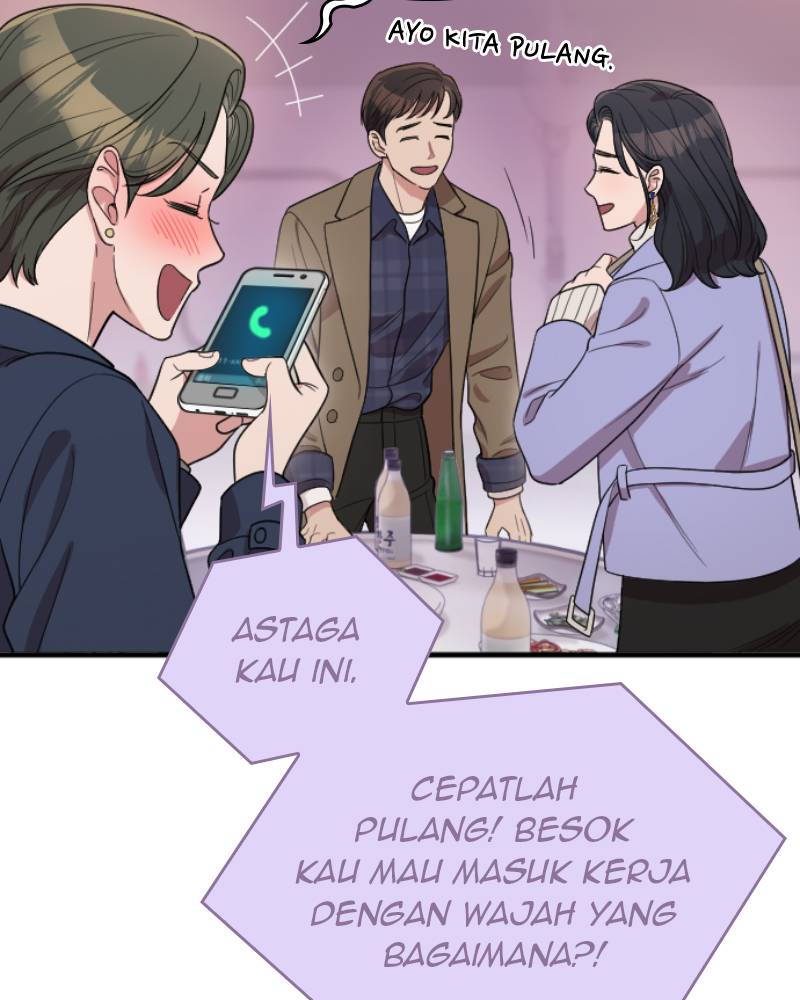 AYO KITA PULANG.
ASTAGA
KAU INI.
CEPATLAH
PULANG! BESOK
KAU MAU MASUK KERJA
DENGAN WAJAH YANG
BAGAIMANA?!